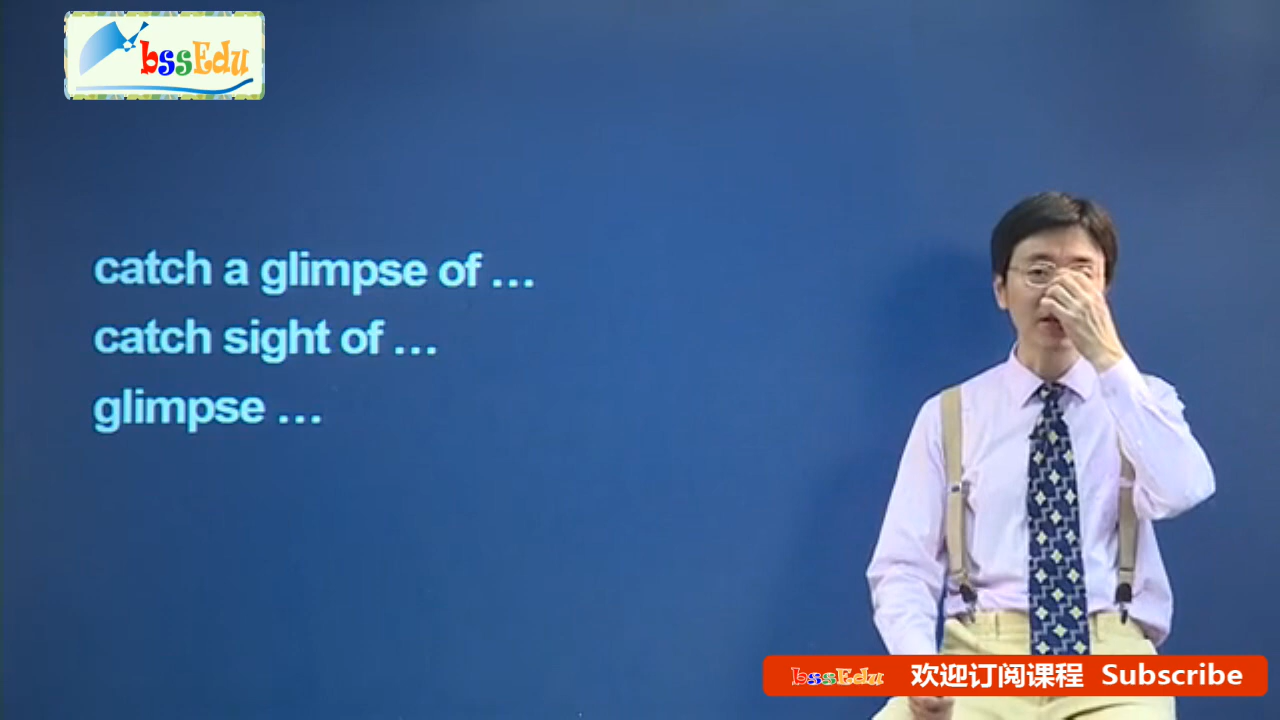 bssEdu
catch a glimpse of ...
catch sight of ...
glimpse ...
bssEdu 欢迎订阅课程 Subscribe